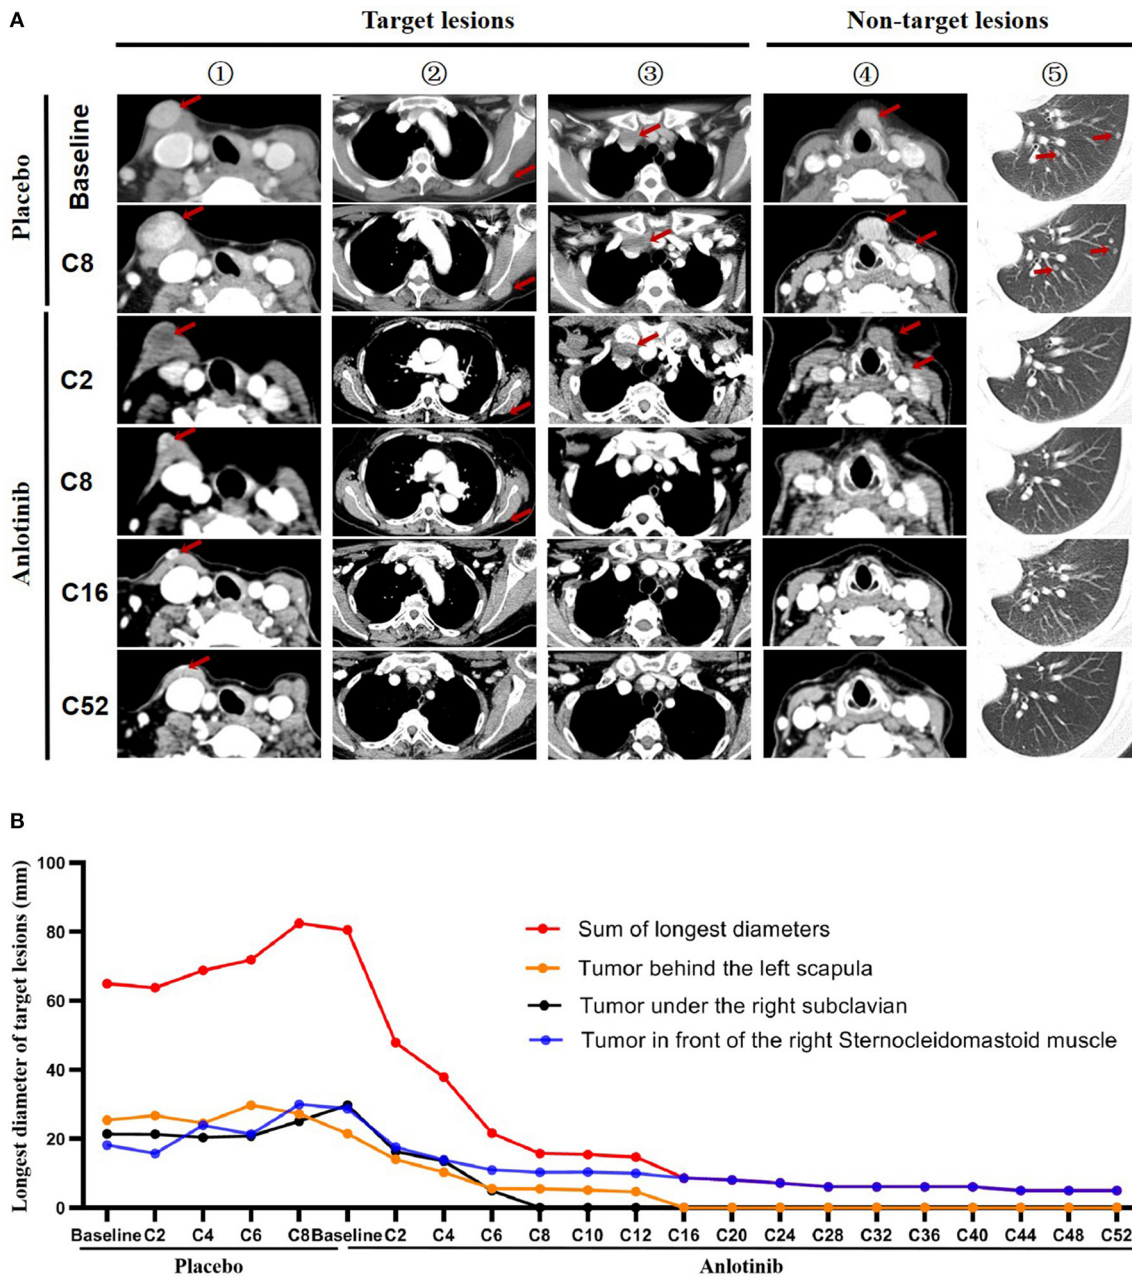 A
Target lesions
Non-target lesions
① ② ③ ④ ⑤
Placebo
Baseline
C8
Anlotinib
C2
C8
C16
C52
B
Longest diameter of target lesions (mm)
100
80
60
40
20
0
Sum of longest diameters
Tumor behind the left scapula
Tumor under the right subclavian
Tumor in front of the right Sternocleidomastoid muscle
Baseline C2 C4 C6 C8 Baseline C2 C4 C6 C8 C10 C12 C16 C20 C24 C28 C32 C36 C40 C44 C48 C52
Placebo
Anlotinib